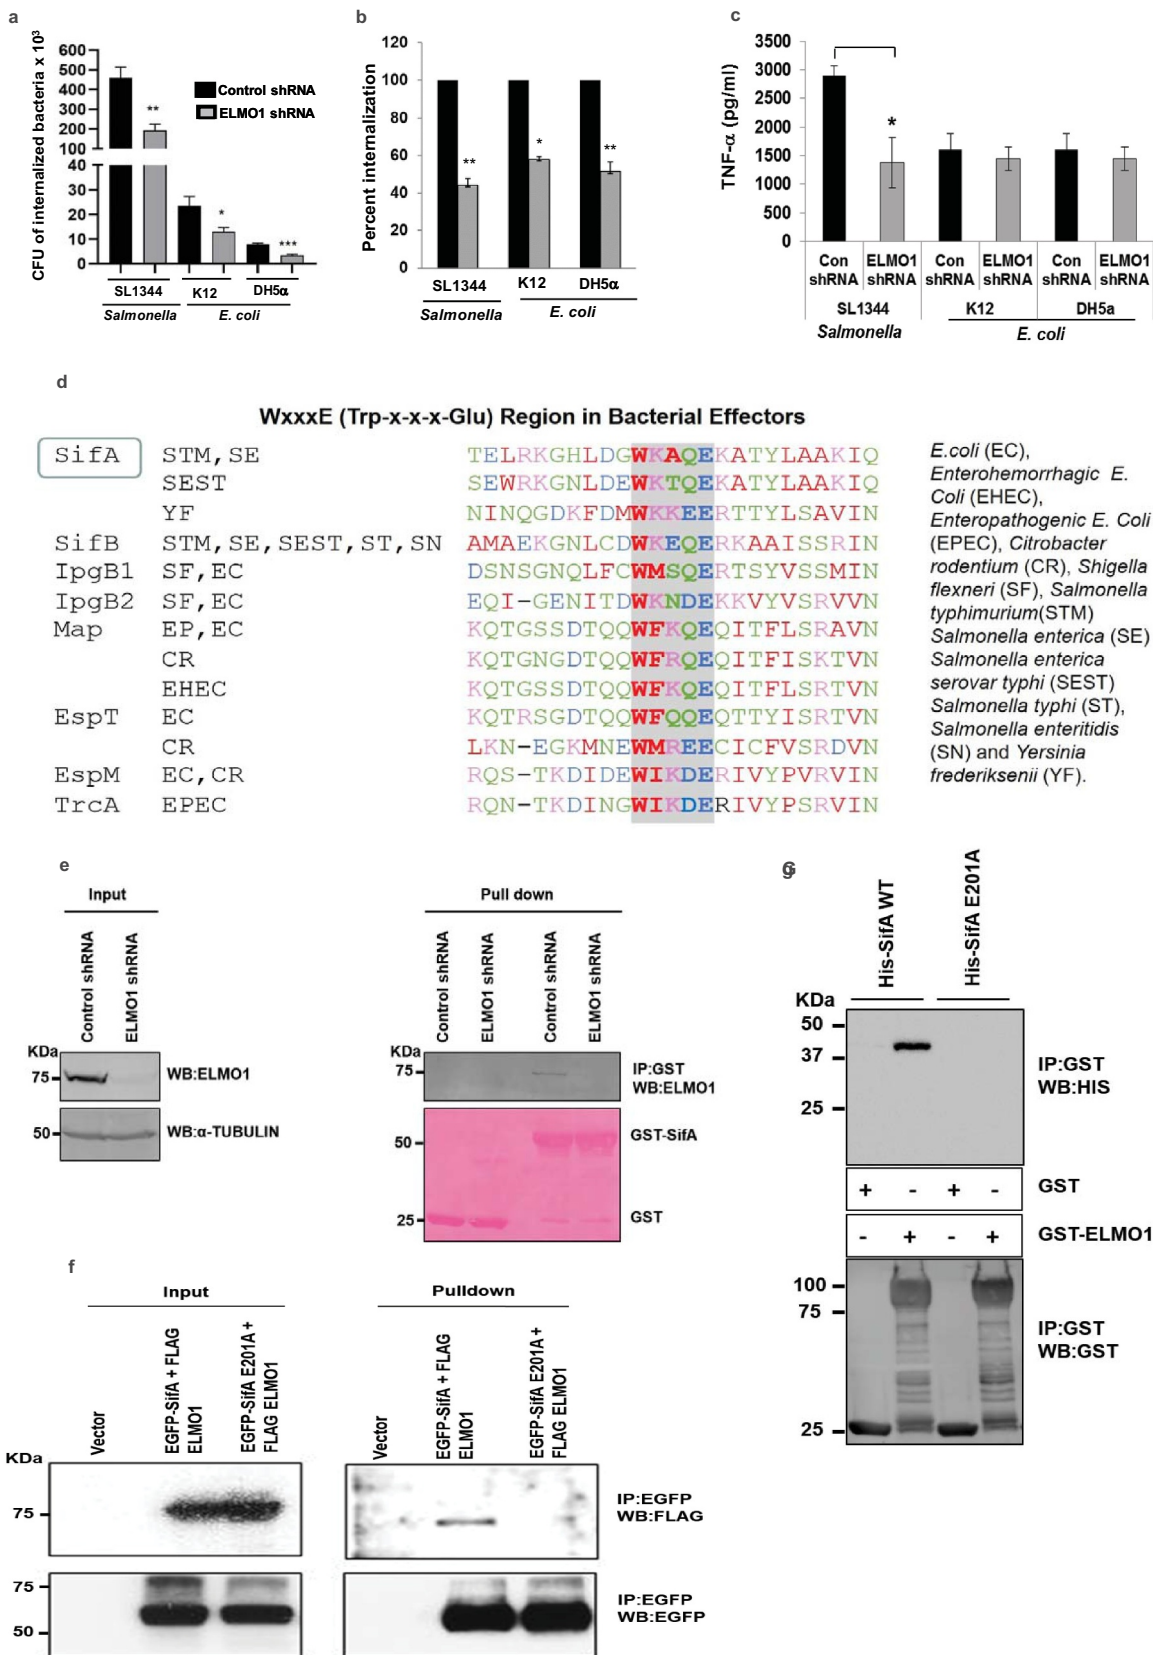 a
CFU of internalized bacteria x 10³
600
500
400
300
200
100
40
30
20
10
0
**
*
***
Control shRNA
ELMO1 shRNA
SL1344
K12
DH5α
Salmonella
E. coli
b
Percent internalization
120
100
80
60
40
20
0
**
*
**
SL1344
K12
DH5α
Salmonella
E. coli
c
TNF-α (pg/ml)
3500
3000
2500
2000
1500
1000
500
0
*
Con shRNA
ELMO1 shRNA
Con shRNA
ELMO1 shRNA
Con shRNA
ELMO1 shRNA
SL1344
K12
DH5a
Salmonella
E. coli
d
WxxxE (Trp-x-x-x-Glu) Region in Bacterial Effectors
SifA STM,SE TELRKGHLDGWKAQEKATYLAAKIQ
SEST SEWRKGNLDEWKTQEKATYLAAKIQ
YF NINQGDKFDMWKKEERTTYLSAVIN
SifB STM,SE,SEST,ST,SN AMAEKGNLCDWKEQERKAAISSRIN
IpgB1 SF,EC DSNSGNQLFCWMSQERTSYVSSMIN
IpgB2 SF,EC EQI-GENITDWKNDEKKVYVSRVVN
Map EP,EC KQTGSSDTQQWFKQEQITFLSRAVN
CR KQTGNGDTQQWFRQEQITFISKTVN
EHEC KQTGSSDTQQWFKQEQITFLSRTVN
EspT EC KQTRSGDTQQWFQQEQTTYISRTVN
CR LKN-EGKMNEWMREECICFVSRDVN
EspM EC,CR RQS-TKDIDEWIKDERIVYPVRVIN
TrcA EPEC RQN-TKDINGWIKDERIVYPSRVIN
E.coli (EC),
Enterohemorrhagic E.
Coli (EHEC),
Enteropathogenic E. Coli
(EPEC), Citrobacter
rodentium (CR), Shigella
flexneri (SF), Salmonella
typhimurium(STM)
Salmonella enterica (SE)
Salmonella enterica
serovar typhi (SEST)
Salmonella typhi (ST),
Salmonella enteritidis
(SN) and Yersinia
frederiksenii (YF).
e
Input
Control shRNA
ELMO1 shRNA
KDa
75
WB:ELMO1
50
WB:α-TUBULIN
Pull down
Control shRNA
ELMO1 shRNA
Control shRNA
ELMO1 shRNA
KDa
75
IP:GST
WB:ELMO1
50
GST-SifA
25
GST
f
Input
Vector
EGFP-SifA + FLAG
ELMO1
EGFP-SifA E201A +
FLAG ELMO1
KDa
75
75
50
Pulldown
Vector
EGFP-SifA + FLAG
ELMO1
EGFP-SifA E201A +
FLAG ELMO1
IP:EGFP
WB:FLAG
IP:EGFP
WB:EGFP
g
His-SifA WT
His-SifA E201A
KDa
50
37
25
IP:GST
WB:HIS
+ - + - GST
- + - + GST-ELMO1
100
75
25
IP:GST
WB:GST